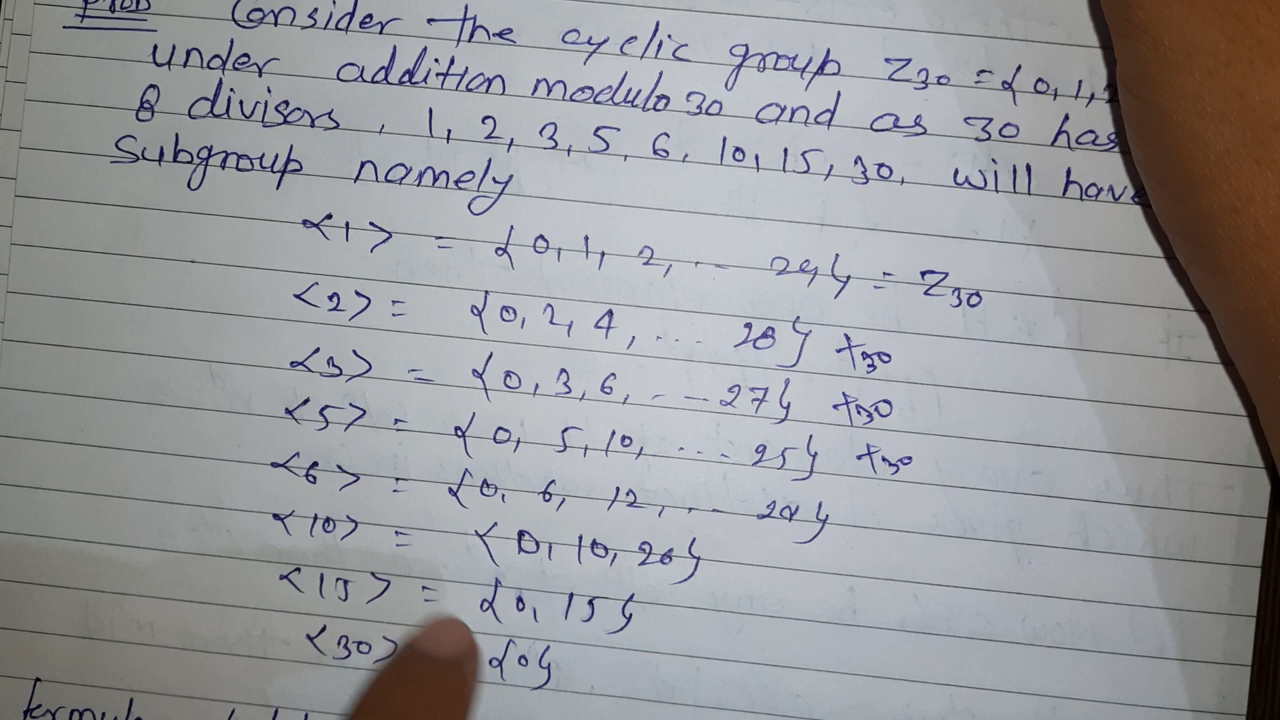 Prob Consider the cyclic group Z30 = {0, 1,
under addition modulo 30 and as 30 has
8 divisors, 1, 2, 3, 5, 6, 10, 15, 30. will have
Subgroup namely
<1> = {0, 1, 2, ... 29} = Z30
<2> = {0, 2, 4, ... 28} +30
<3> = {0, 3, 6, --- 27} +30
<5> = {0, 5, 10, ... 25} +30
<6> = {0, 6, 12, ... 24}
<10> = {0, 10, 20}
<15> = {0, 15}
<30> {0}